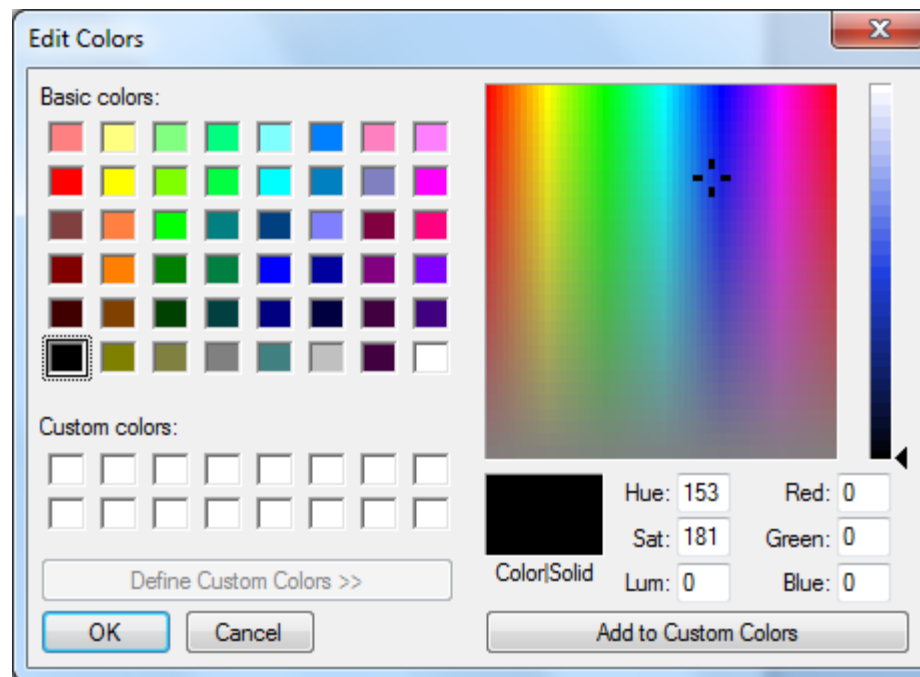 Edit Colors
Basic colors:
Custom colors:
Define Custom Colors >>
OK Cancel
Color|Solid
Hue: 153 Red: 0
Sat: 181 Green: 0
Lum: 0 Blue: 0
Add to Custom Colors